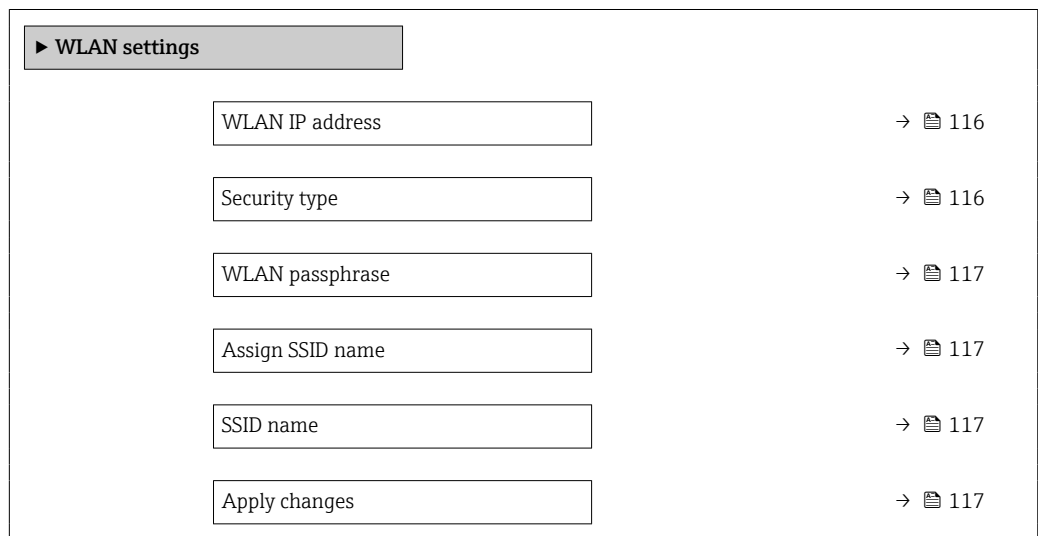 ▶ WLAN settings
WLAN IP address → 116
Security type → 116
WLAN passphrase → 117
Assign SSID name → 117
SSID name → 117
Apply changes → 117